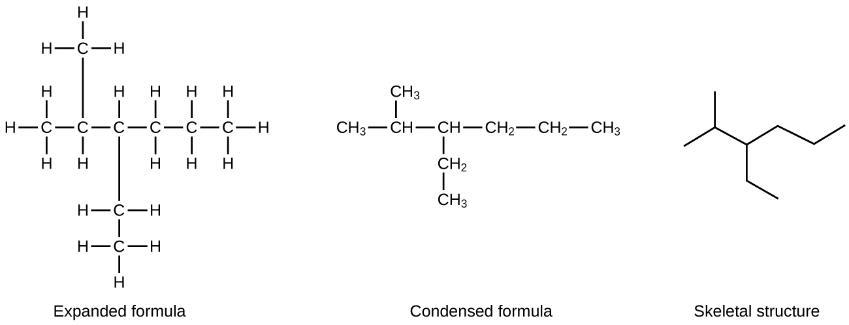 H
H—C—H
H H H H H
H—C—C—C—C—C—C—H
H H H H H
H—C—H
H—C—H
H
Expanded formula
CH₃
CH₃—CH—CH—CH₂—CH₂—CH₃
CH₂
CH₃
Condensed formula
Skeletal structure